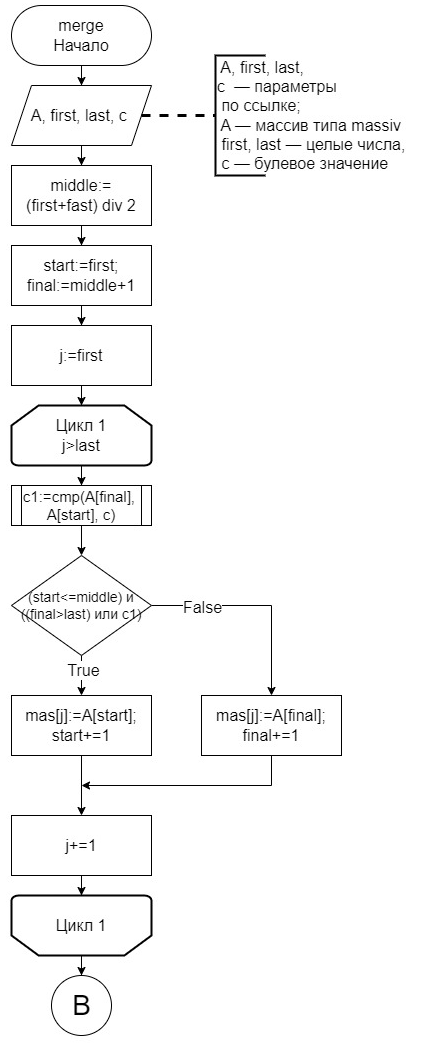 merge
Начало
A, first, last, c
A, first, last,
c — параметры
по ссылке;
A — массив типа massiv
first, last — целые числа,
c — булевое значение
middle:=
(first+fast) div 2
start:=first;
final:=middle+1
j:=first
Цикл 1
j>last
c1:=cmp(A[final],
A[start], c)
(start<=middle) и
((final>last) или c1)
False
True
mas[j]:=A[start];
start+=1
mas[j]:=A[final];
final+=1
j+=1
Цикл 1
B